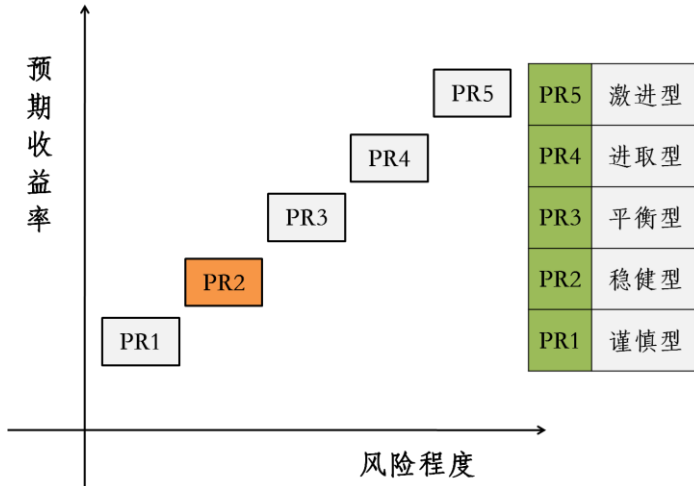 预期收益率
PR5
PR4
PR3
PR2
PR1
风险程度
PR5 激进型
PR4 进取型
PR3 平衡型
PR2 稳健型
PR1 谨慎型